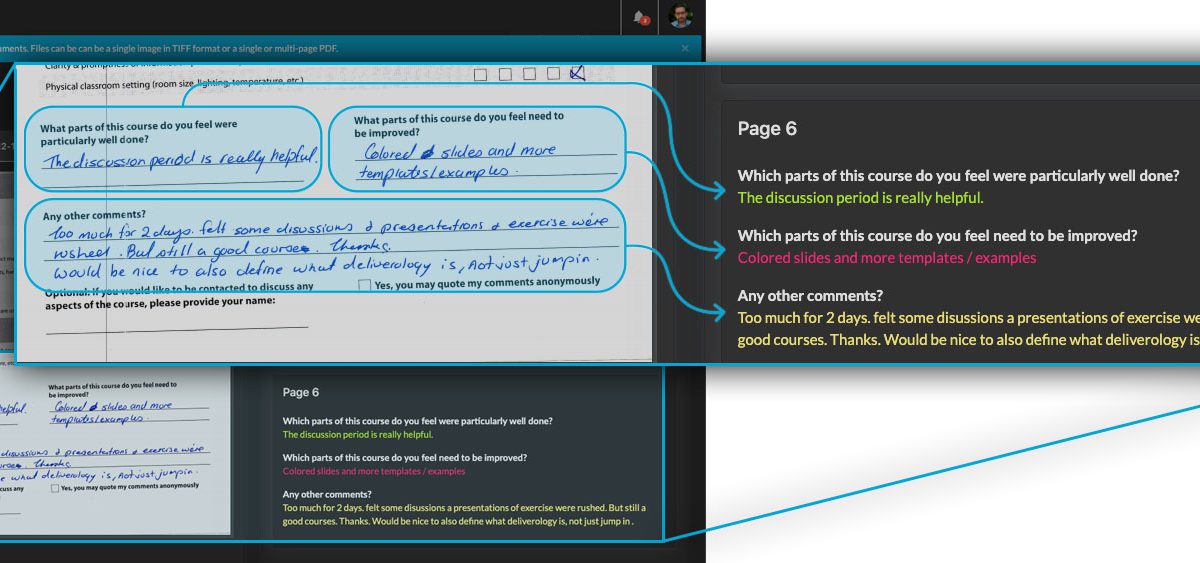 2
uments. Files can be can be a single image in TIFF format or a single or multi-page PDF.
×
Physical classroom setting (room size, lighting, temperature, etc.)
What parts of this course do you feel were
particularly well done?
The discussion period is really helpful.
What parts of this course do you feel need to
be improved?
Colored slides and more
templates/examples.
Any other comments?
Too much for 2 days. felt some disussions & presentations & exercise were
rushed. But still a good courses. Thanks.
would be nice to also define what deliverology is, not just jump in.
Optional: If you would like to be contacted to discuss any
aspects of the course, please provide your name:
Yes, you may quote my comments anonymously
Page 6
Which parts of this course do you feel were particularly well done?
The discussion period is really helpful.
Which parts of this course do you feel need to be improved?
Colored slides and more templates / examples
Any other comments?
Too much for 2 days. felt some disussions a presentations of exercise we
good courses. Thanks. Would be nice to also define what deliverology is
What parts of this course do you feel need to
be improved?
helpful.
Colored slides and more
templates/examples.
disussions & presentations & exercise were
courses. Thanks.
e what deliverology is, not just jump in.
cuss any
Yes, you may quote my comments anonymously
Page 6
Which parts of this course do you feel were particularly well done?
The discussion period is really helpful.
Which parts of this course do you feel need to be improved?
Colored slides and more templates / examples
Any other comments?
Too much for 2 days. felt some disussions a presentations of exercise were rushed. But still a
good courses. Thanks. Would be nice to also define what deliverology is, not just jump in .